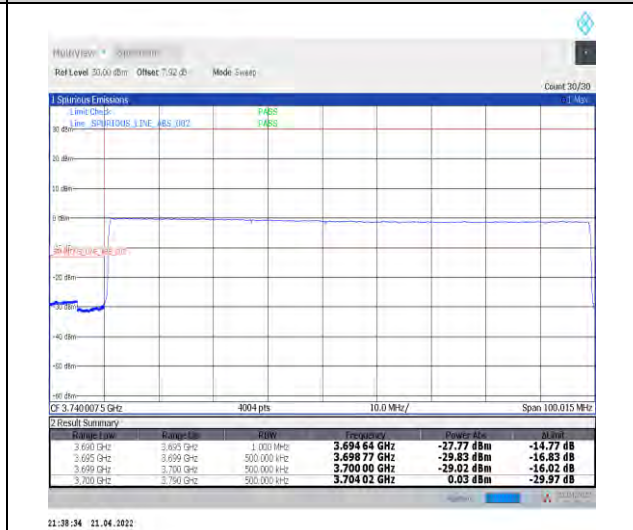 MultiView Spectrum
Ref Level 30.00 dBm Offset 7.92 dB Mode Sweep
Count 30/30
1 Spurious Emissions
Limit Check PASS
Line _SPURIOUS_LINE_ABS_002 PASS
30 dBm
20 dBm
10 dBm
0 dBm
-20 dBm
-30 dBm
-40 dBm
-50 dBm
-60 dBm
CF 3.7400075 GHz 4004 pts 10.0 MHz/ Span 100.015 MHz
2 Result Summary
Range Low Range Up RBW Frequency Power Abs ΔLimit
3.690 GHz 3.695 GHz 1.000 MHz 3.694 64 GHz -27.77 dBm -14.77 dB
3.695 GHz 3.699 GHz 500.000 kHz 3.698 77 GHz -29.83 dBm -16.83 dB
3.699 GHz 3.700 GHz 500.000 kHz 3.700 00 GHz -29.02 dBm -16.02 dB
3.700 GHz 3.790 GHz 500.000 kHz 3.704 02 GHz 0.03 dBm -29.97 dB
21:38:34 21.04.2022